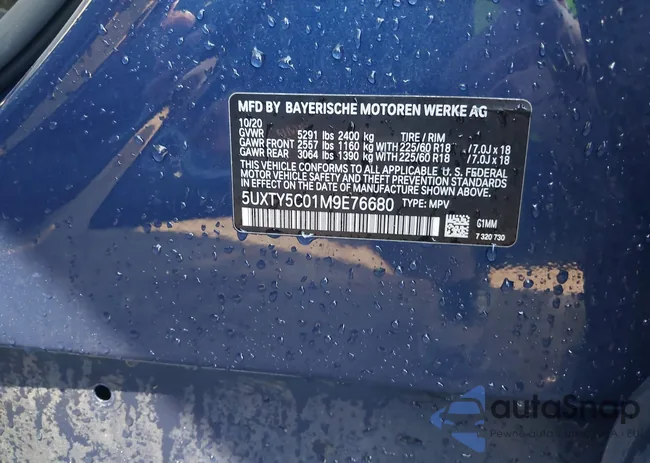 MFD BY BAYERISCHE MOTOREN WERKE AG
10/20
GVWR 5291 lbs 2400 kg TIRE / RIM
GAWR FRONT 2557 lbs 1160 kg WITH 225/60 R18 / 7.0J x 18
GAWR REAR 3064 lbs 1390 kg WITH 225/60 R18 / 7.0J x 18
THIS VEHICLE CONFORMS TO ALL APPLICABLE U. S. FEDERAL
MOTOR VEHICLE SAFETY AND THEFT PREVENTION STANDARDS
IN EFFECT ON THE DATE OF MANUFACTURE SHOWN ABOVE.
5UXTY5C01M9E76680 TYPE: MPV
G1MM
7 320 730
autoSnap